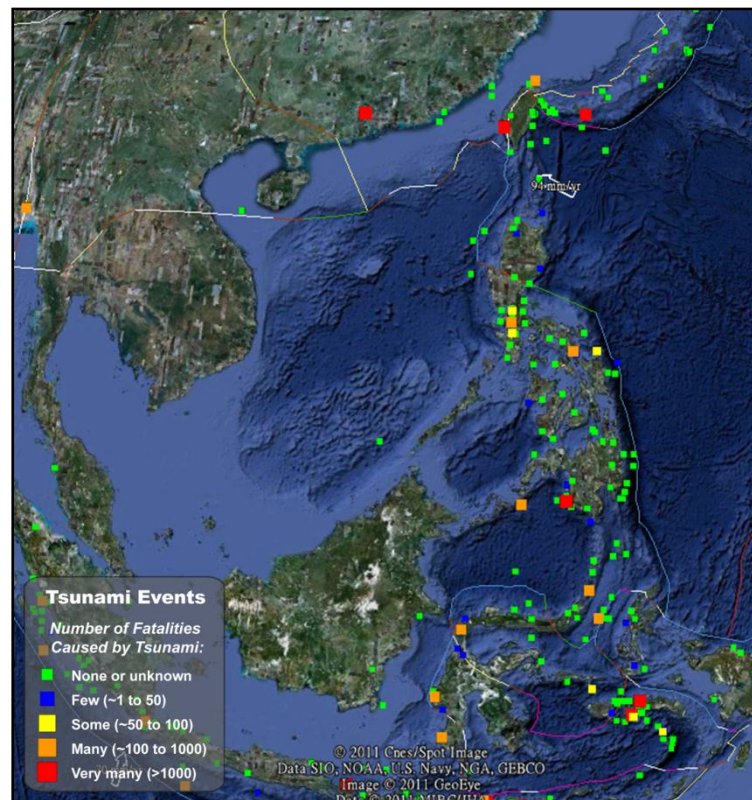 94 mm/yr
Tsunami Events
Number of Fatalities
Caused by Tsunami:
None or unknown
Few (~1 to 50)
Some (~50 to 100)
Many (~100 to 1000)
Very many (>1000)
© 2011 Cnes/Spot Image
Data SIO, NOAA, U.S. Navy, NGA, GEBCO
Image © 2011 GeoEye